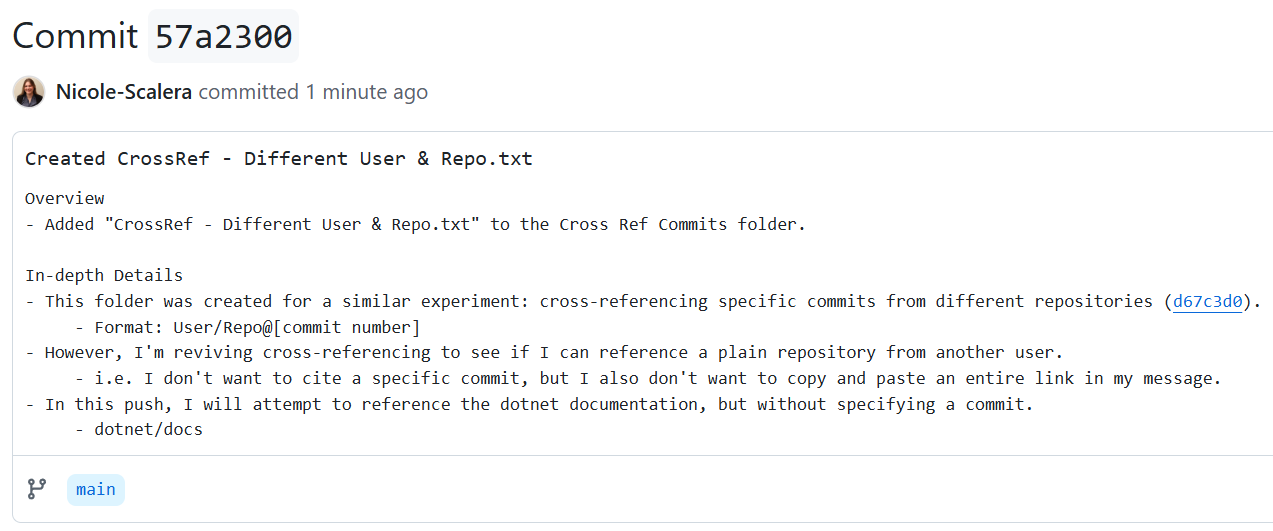 Commit 57a2300
Nicole-Scalera committed 1 minute ago
Created CrossRef - Different User & Repo.txt
Overview
- Added "CrossRef - Different User & Repo.txt" to the Cross Ref Commits folder.
In-depth Details
- This folder was created for a similar experiment: cross-referencing specific commits from different repositories (d67c3d0).
- Format: User/Repo@[commit number]
- However, I'm reviving cross-referencing to see if I can reference a plain repository from another user.
- i.e. I don't want to cite a specific commit, but I also don't want to copy and paste an entire link in my message.
- In this push, I will attempt to reference the dotnet documentation, but without specifying a commit.
- dotnet/docs
main